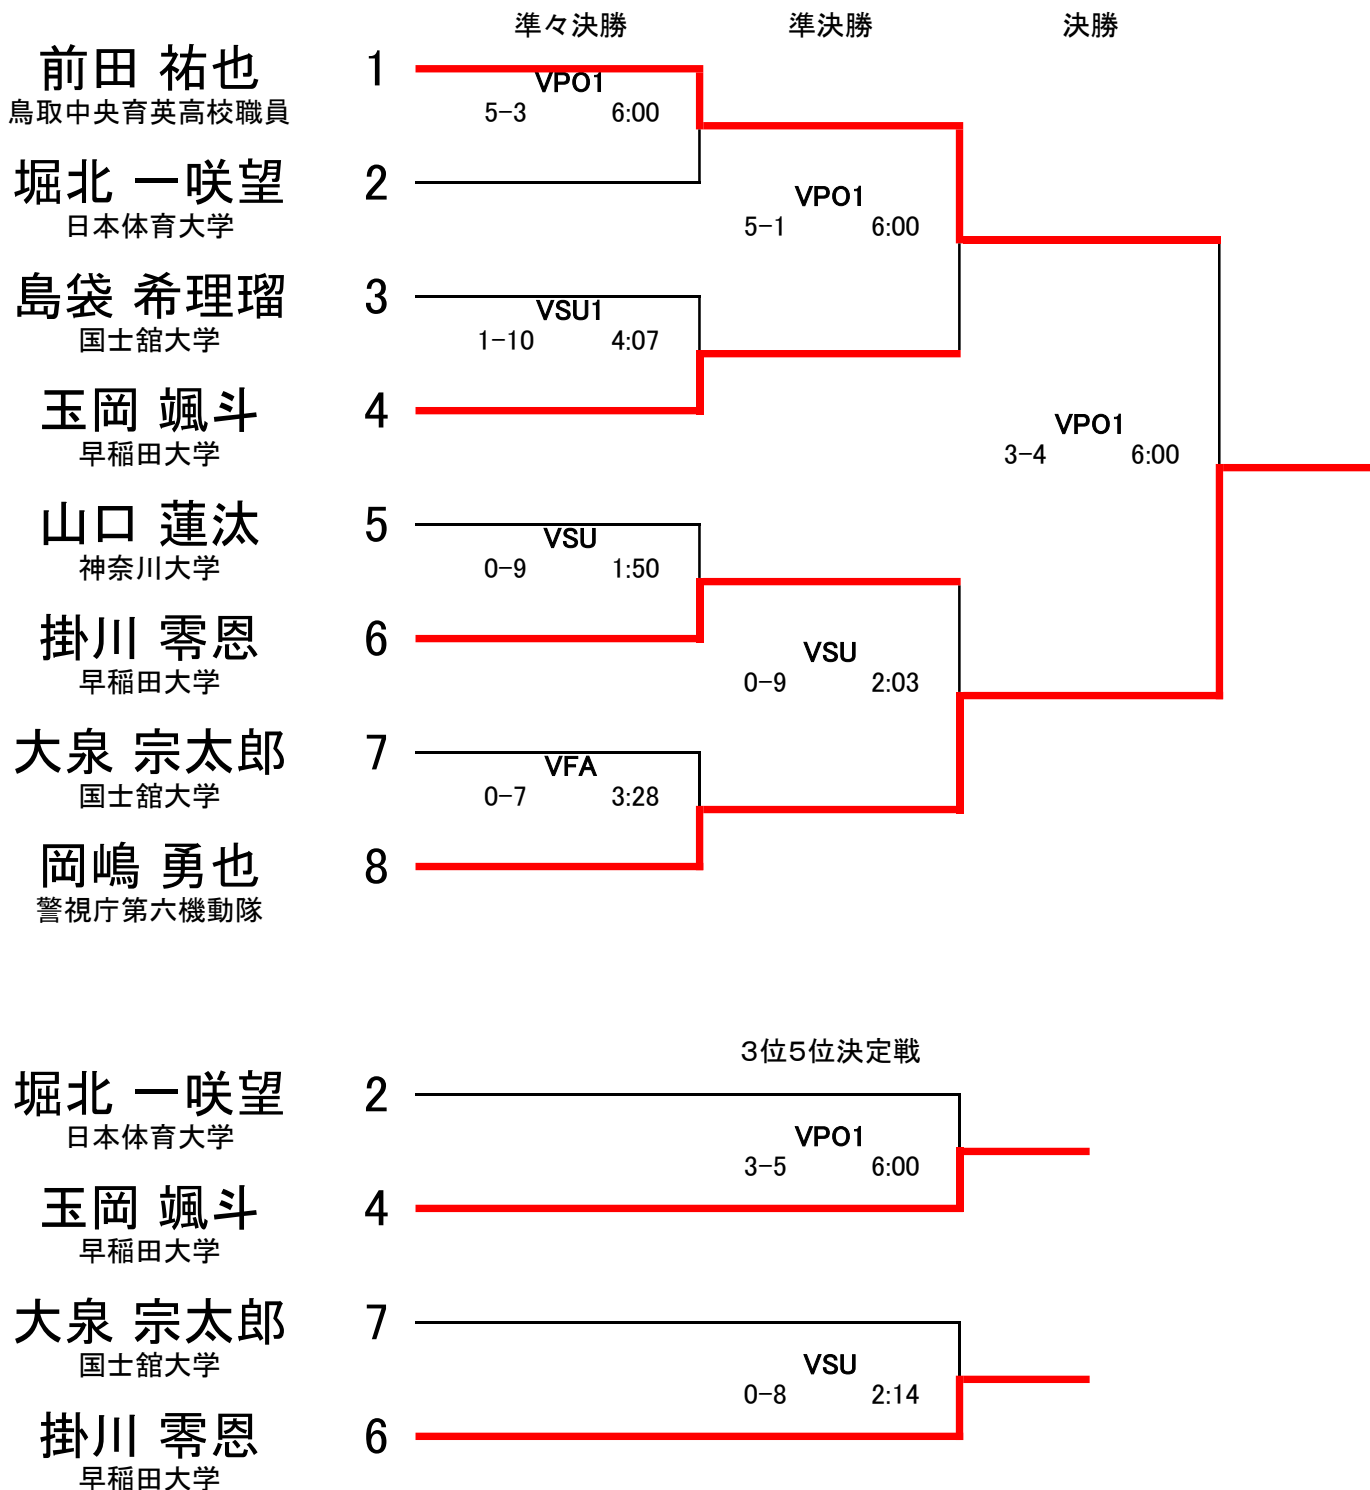 準々決勝 準決勝 決勝
前田 祐也 1
VPO1
鳥取中央育英高校職員 5-3 6:00
堀北 一咲望 2
VPO1
日本体育大学 5-1 6:00
島袋 希理瑠 3
VSU1
国士舘大学 1-10 4:07
玉岡 颯斗 4
VPO1
早稲田大学 3-4 6:00
山口 蓮汰 5
VSU
神奈川大学 0-9 1:50
掛川 零恩 6
VSU
早稲田大学 0-9 2:03
大泉 宗太郎 7
VFA
国士舘大学 0-7 3:28
岡嶋 勇也 8
警視庁第六機動隊
3位5位決定戦
堀北 一咲望 2
VPO1
日本体育大学 3-5 6:00
玉岡 颯斗 4
早稲田大学
大泉 宗太郎 7
VSU
国士舘大学 0-8 2:14
掛川 零恩 6
早稲田大学